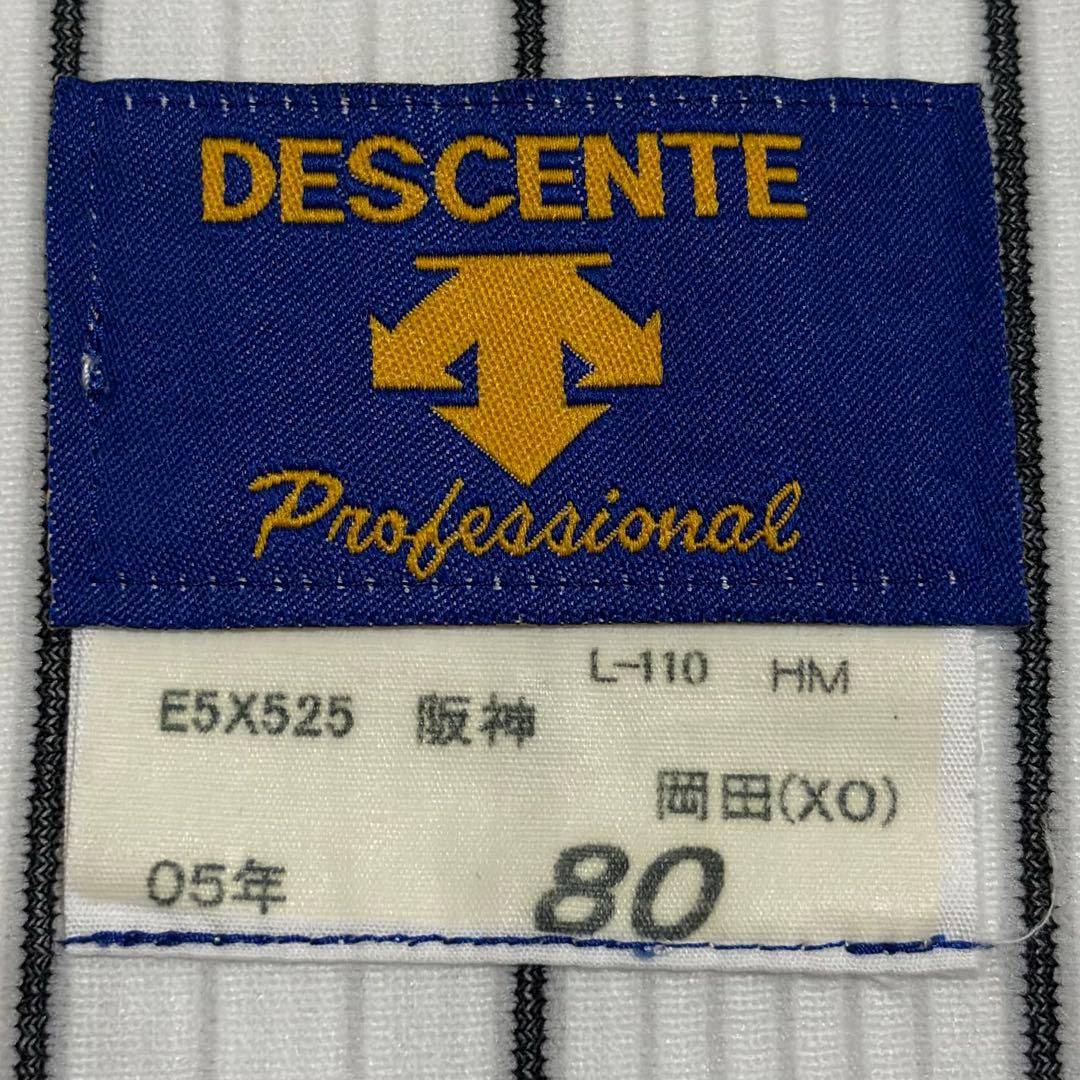 DESCENTE
Professional
L-110 HM
E5X525 阪神
岡田(XO)
05年 80